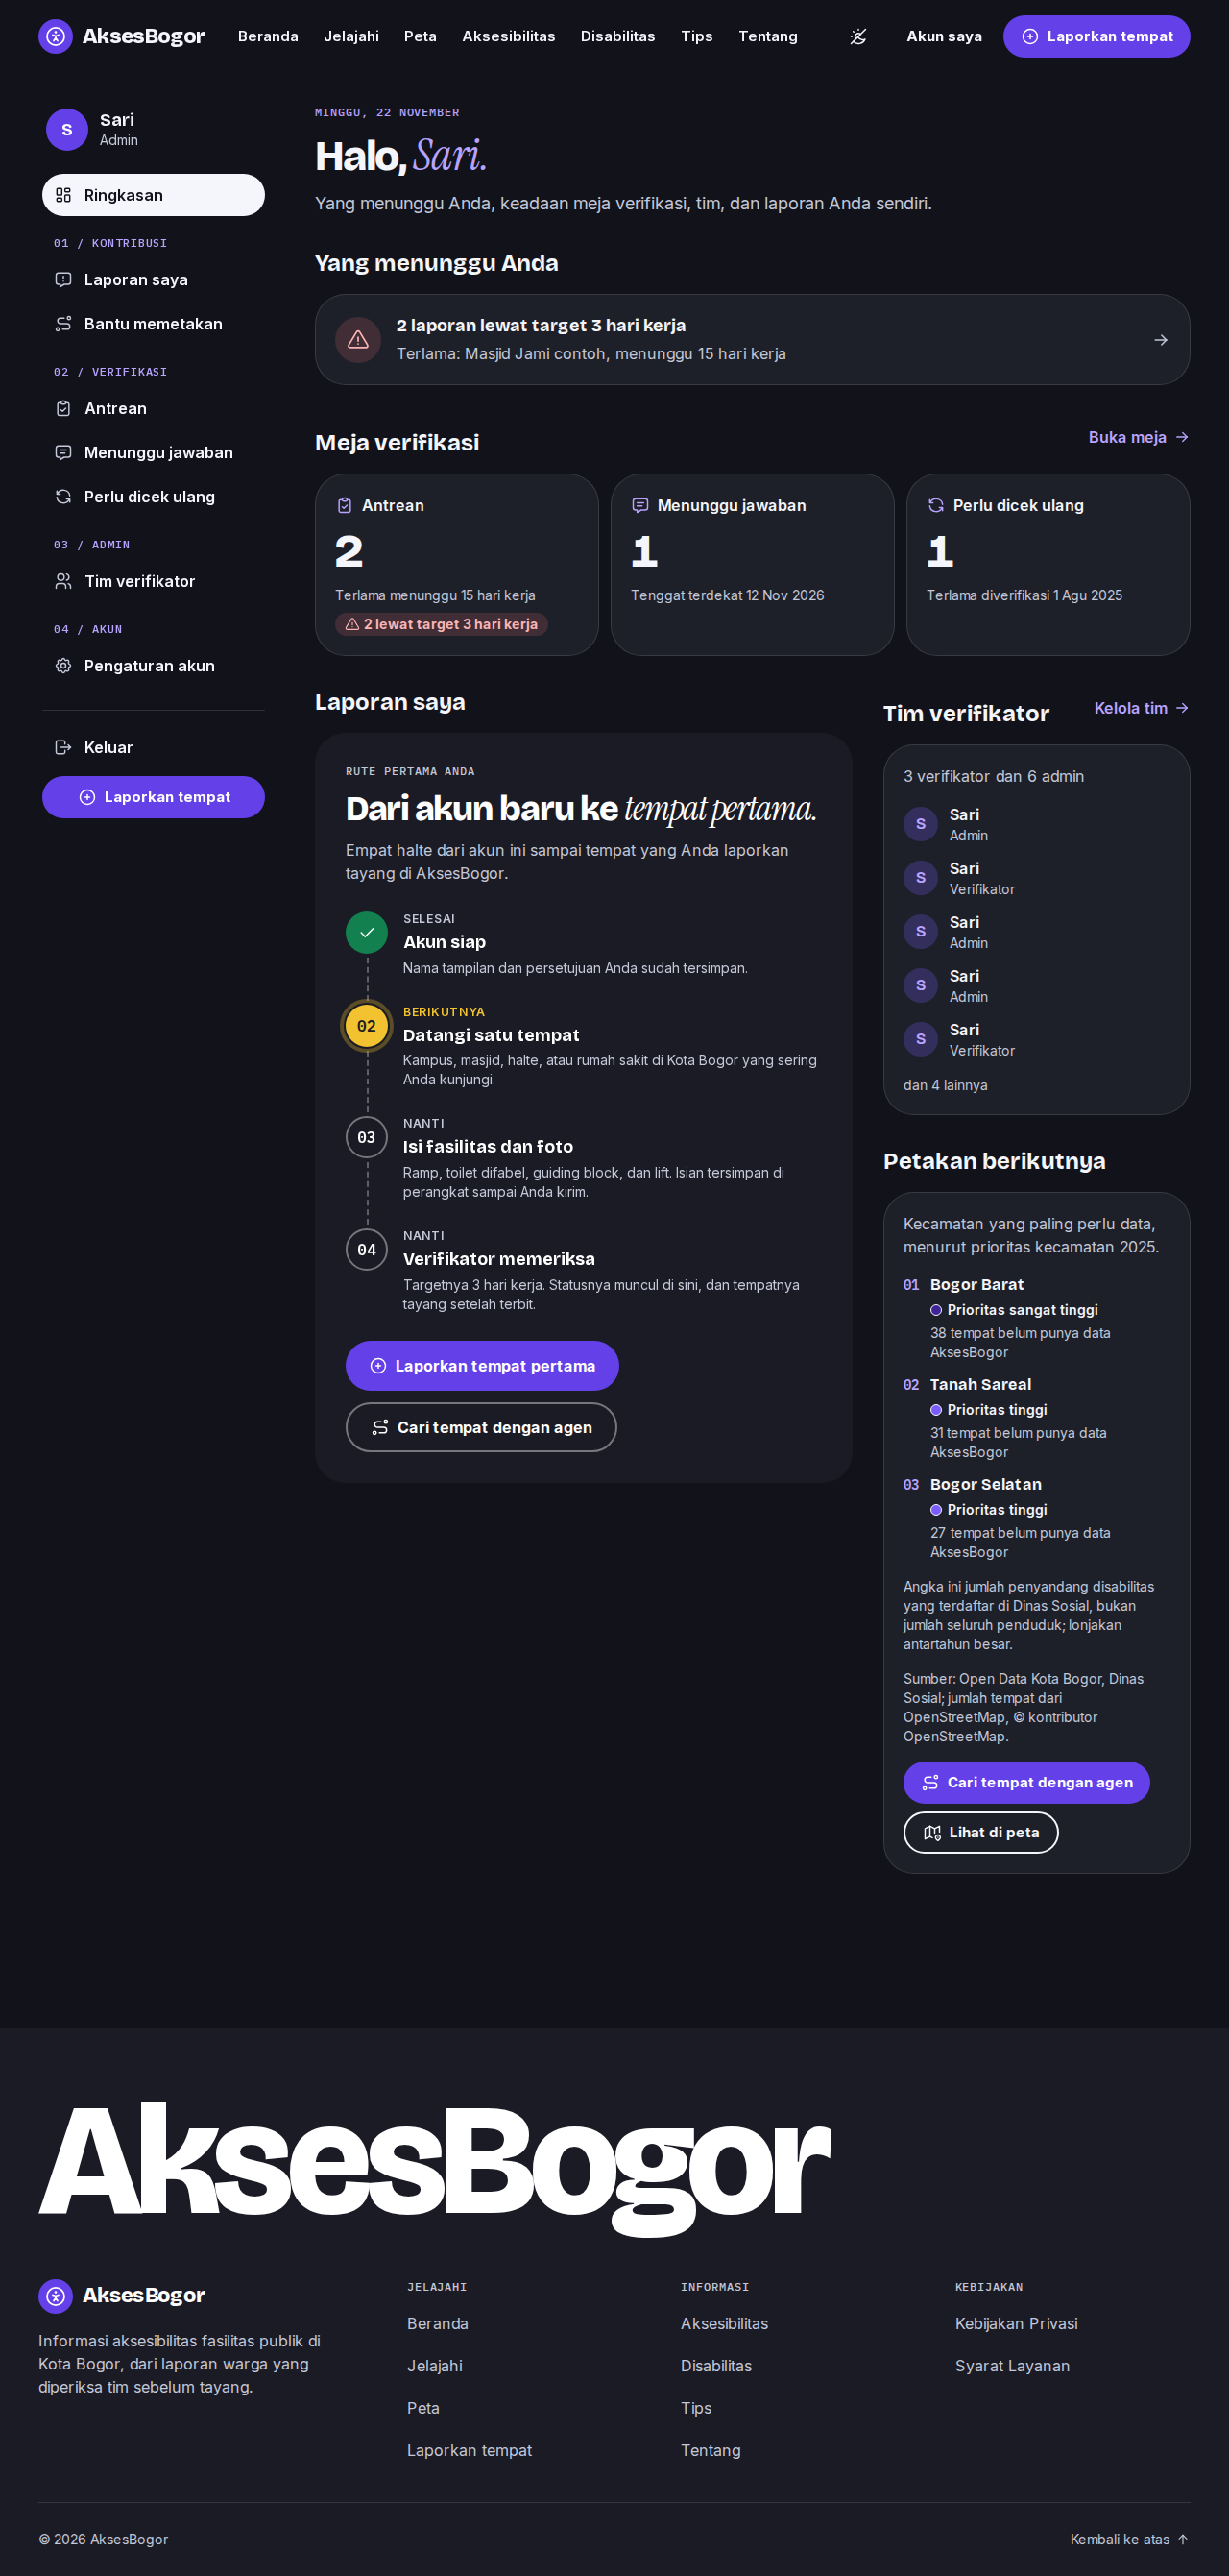 AksesBogor
Beranda
Jelajahi
Peta
Aksesibilitas
Disabilitas
Tips
Tentang
Akun saya
Laporkan tempat
S
Sari
Admin
Ringkasan
01 / KONTRIBUSI
Laporan saya
Bantu memetakan
02 / VERIFIKASI
Antrean
Menunggu jawaban
Perlu dicek ulang
03 / ADMIN
Tim verifikator
04 / AKUN
Pengaturan akun
Keluar
Laporkan tempat
MINGGU, 22 NOVEMBER
Halo, Sari.
Yang menunggu Anda, keadaan meja verifikasi, tim, dan laporan Anda sendiri.
Yang menunggu Anda
2 laporan lewat target 3 hari kerja
Terlama: Masjid Jami contoh, menunggu 15 hari kerja
Meja verifikasi
Buka meja
Antrean
2
Terlama menunggu 15 hari kerja
2 lewat target 3 hari kerja
Menunggu jawaban
1
Tenggat terdekat 12 Nov 2026
Perlu dicek ulang
1
Terlama diverifikasi 1 Agu 2025
Laporan saya
RUTE PERTAMA ANDA
Dari akun baru ke tempat pertama.
Empat halte dari akun ini sampai tempat yang Anda laporkan
tayang di AksesBogor.
SELESAI
Akun siap
Nama tampilan dan persetujuan Anda sudah tersimpan.
02
BERIKUTNYA
Datangi satu tempat
Kampus, masjid, halte, atau rumah sakit di Kota Bogor yang sering
Anda kunjungi.
03
NANTI
Isi fasilitas dan foto
Ramp, toilet difabel, guiding block, dan lift. Isian tersimpan di
perangkat sampai Anda kirim.
04
NANTI
Verifikator memeriksa
Targetnya 3 hari kerja. Statusnya muncul di sini, dan tempatnya
tayang setelah terbit.
Laporkan tempat pertama
Cari tempat dengan agen
Tim verifikator
Kelola tim
3 verifikator dan 6 admin
S
Sari
Admin
S
Sari
Verifikator
S
Sari
Admin
S
Sari
Admin
S
Sari
Verifikator
dan 4 lainnya
Petakan berikutnya
Kecamatan yang paling perlu data,
menurut prioritas kecamatan 2025.
01 Bogor Barat
Prioritas sangat tinggi
38 tempat belum punya data
AksesBogor
02 Tanah Sareal
Prioritas tinggi
31 tempat belum punya data
AksesBogor
03 Bogor Selatan
Prioritas tinggi
27 tempat belum punya data
AksesBogor
Angka ini jumlah penyandang disabilitas
yang terdaftar di Dinas Sosial, bukan
jumlah seluruh penduduk; lonjakan
antartahun besar.
Sumber: Open Data Kota Bogor, Dinas
Sosial; jumlah tempat dari
OpenStreetMap, © kontributor
OpenStreetMap.
Cari tempat dengan agen
Lihat di peta
AksesBogor
AksesBogor
Informasi aksesibilitas fasilitas publik di
Kota Bogor, dari laporan warga yang
diperiksa tim sebelum tayang.
JELAJAHI
Beranda
Jelajahi
Peta
Laporkan tempat
INFORMASI
Aksesibilitas
Disabilitas
Tips
Tentang
KEBIJAKAN
Kebijakan Privasi
Syarat Layanan
© 2026 AksesBogor
Kembali ke atas ↑